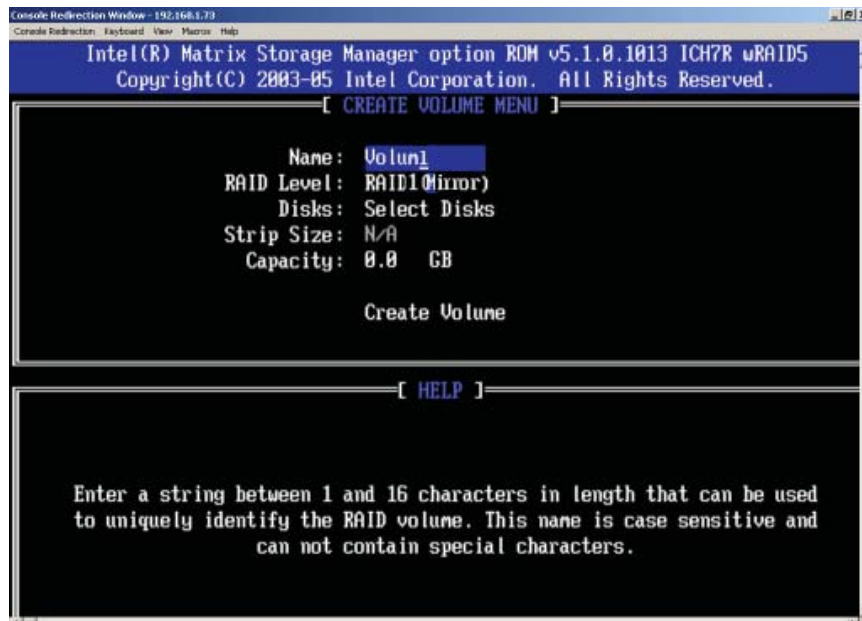 Console Redirection Window - 192.168.1.73
Console Redirection Keyboard View Macros Help
Intel(R) Matrix Storage Manager option ROM v5.1.0.1013 ICH7R wRAID5
Copyright(C) 2003-05 Intel Corporation. All Rights Reserved.
[ CREATE VOLUME MENU ]
Name: Volum1
RAID Level: RAID1(Mirror)
Disks: Select Disks
Strip Size: N/A
Capacity: 0.0 GB
Create Volume
[ HELP ]
Enter a string between 1 and 16 characters in length that can be used
to uniquely identify the RAID volume. This name is case sensitive and
can not contain special characters.